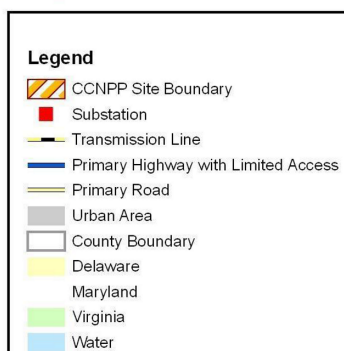 Legend
CCNPP Site Boundary
Substation
Transmission Line
Primary Highway with Limited Access
Primary Road
Urban Area
County Boundary
Delaware
Maryland
Virginia
Water